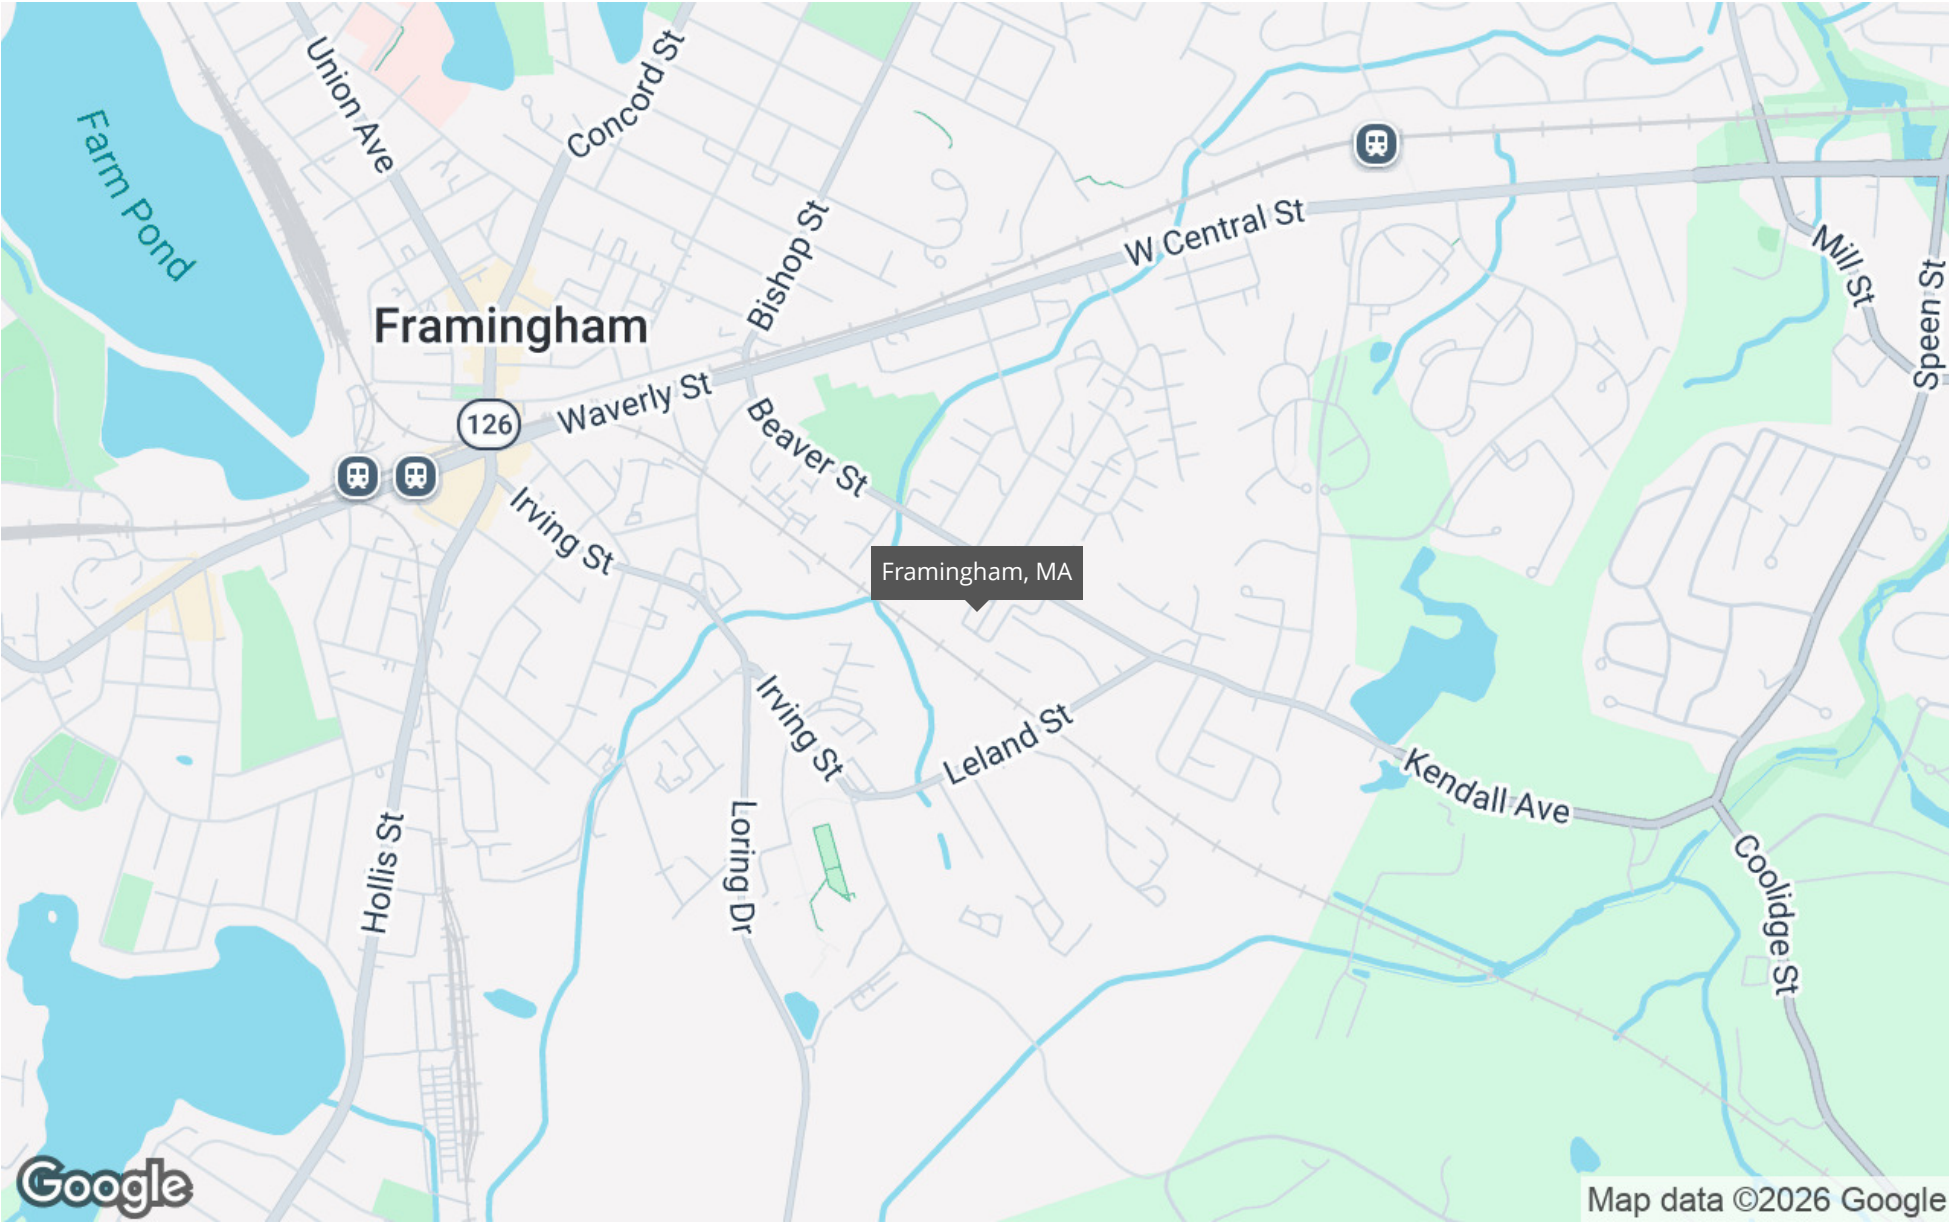 Union Ave
Concord St
Farm Pond
Bishop St
W Central St
Mill St
Speen St
Framingham
Waverly St
126
Beaver St
Irving St
Framingham, MA
Irving St
Leland St
Kendall Ave
Loring Dr
Hollis St
Coolidge St
Google
Map data ©2026 Google